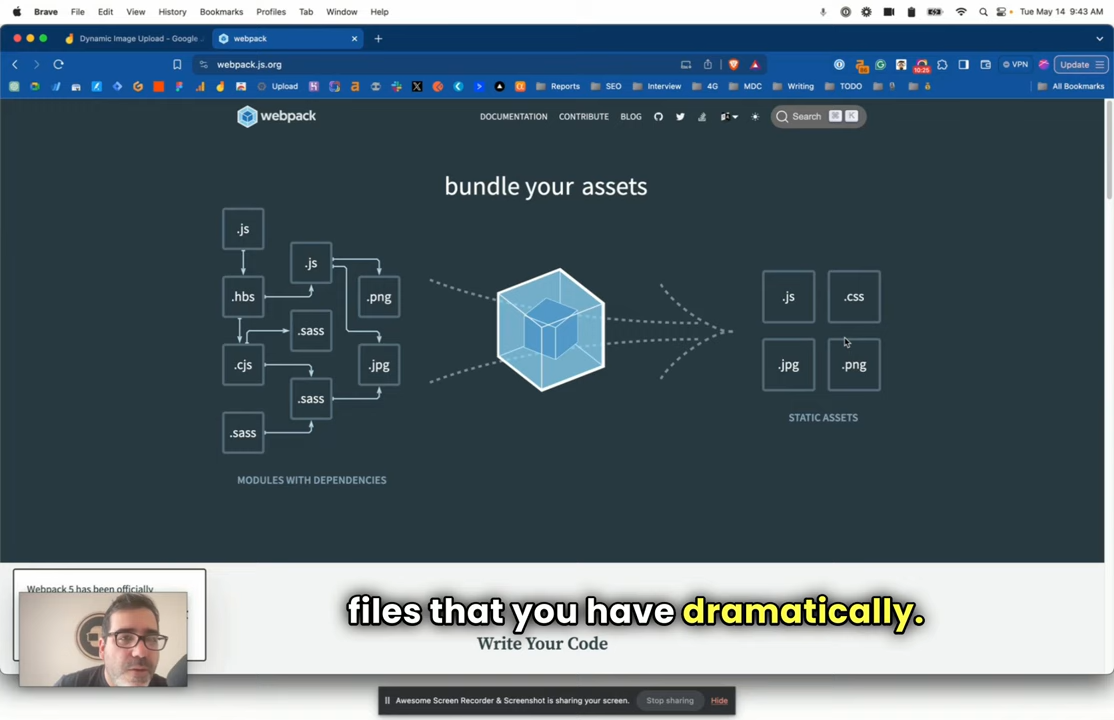 Brave File Edit View History Bookmarks Profiles Tab Window Help Tue May 14 9:43 AM
Dynamic Image Upload - Google webpack
webpack.js.org VPN Update
Upload Reports SEO Interview 4G MDC Writing TODO All Bookmarks
webpack DOCUMENTATION CONTRIBUTE BLOG Search ⌘ K
bundle your assets
.js
.js
.hbs .png .js .css
.sass
.cjs .jpg .jpg .png
.sass
STATIC ASSETS
.sass
MODULES WITH DEPENDENCIES
Webpack 5 has been officially
files that you have dramatically.
Write Your Code
Awesome Screen Recorder & Screenshot is sharing your screen. Stop sharing Hide